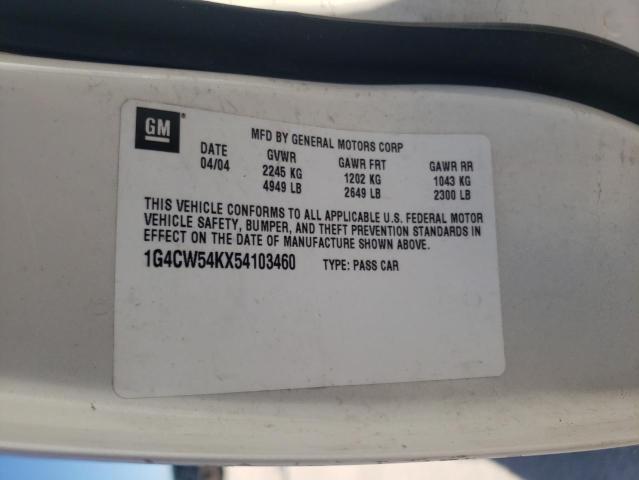 GM
MFD BY GENERAL MOTORS CORP
DATE GVWR GAWR FRT GAWR RR
04/04 2245 KG 1202 KG 1043 KG
4949 LB 2649 LB 2300 LB
THIS VEHICLE CONFORMS TO ALL APPLICABLE U.S. FEDERAL MOTOR
VEHICLE SAFETY, BUMPER, AND THEFT PREVENTION STANDARDS IN
EFFECT ON THE DATE OF MANUFACTURE SHOWN ABOVE.
1G4CW54KX54103460 TYPE: PASS CAR